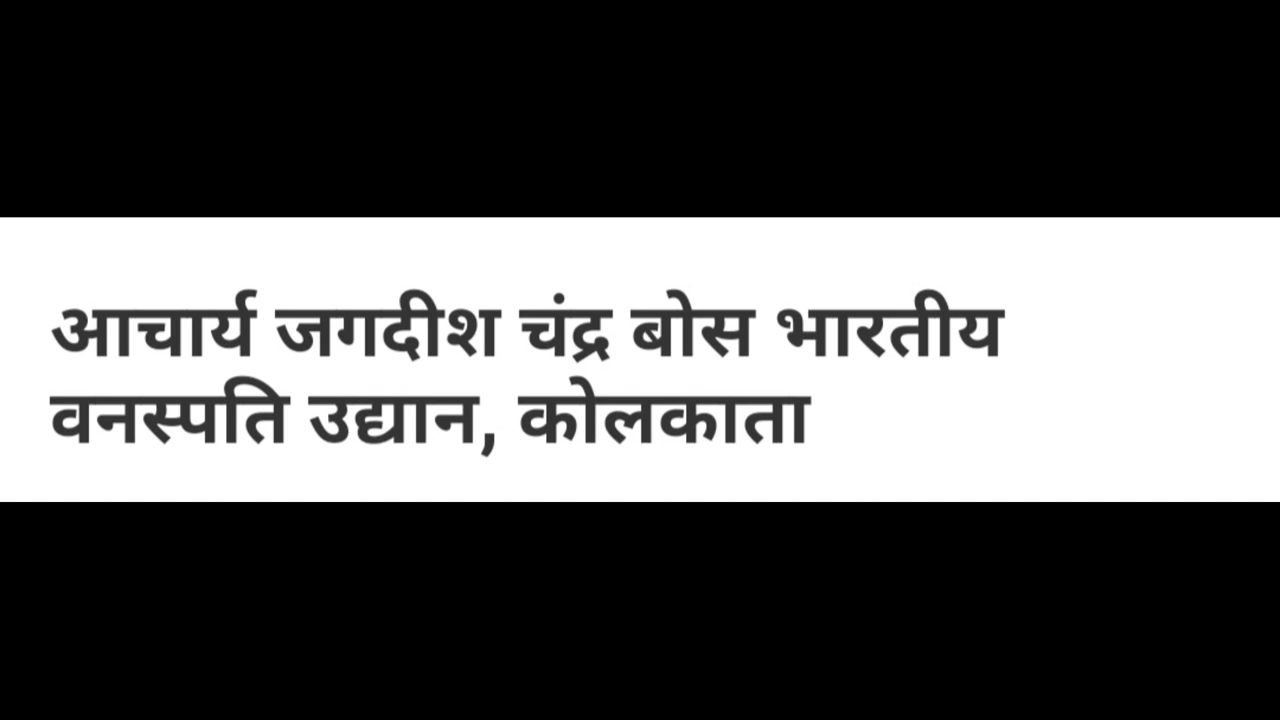 आचार्य जगदीश चंद्र बोस भारतीय
वनस्पति उद्यान, कोलकाता